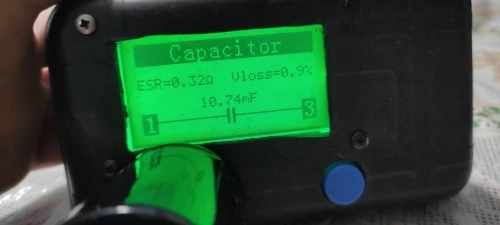 Capacitor
ESR=0.32Ω Vloss=0.9%
10.74mF
1 3